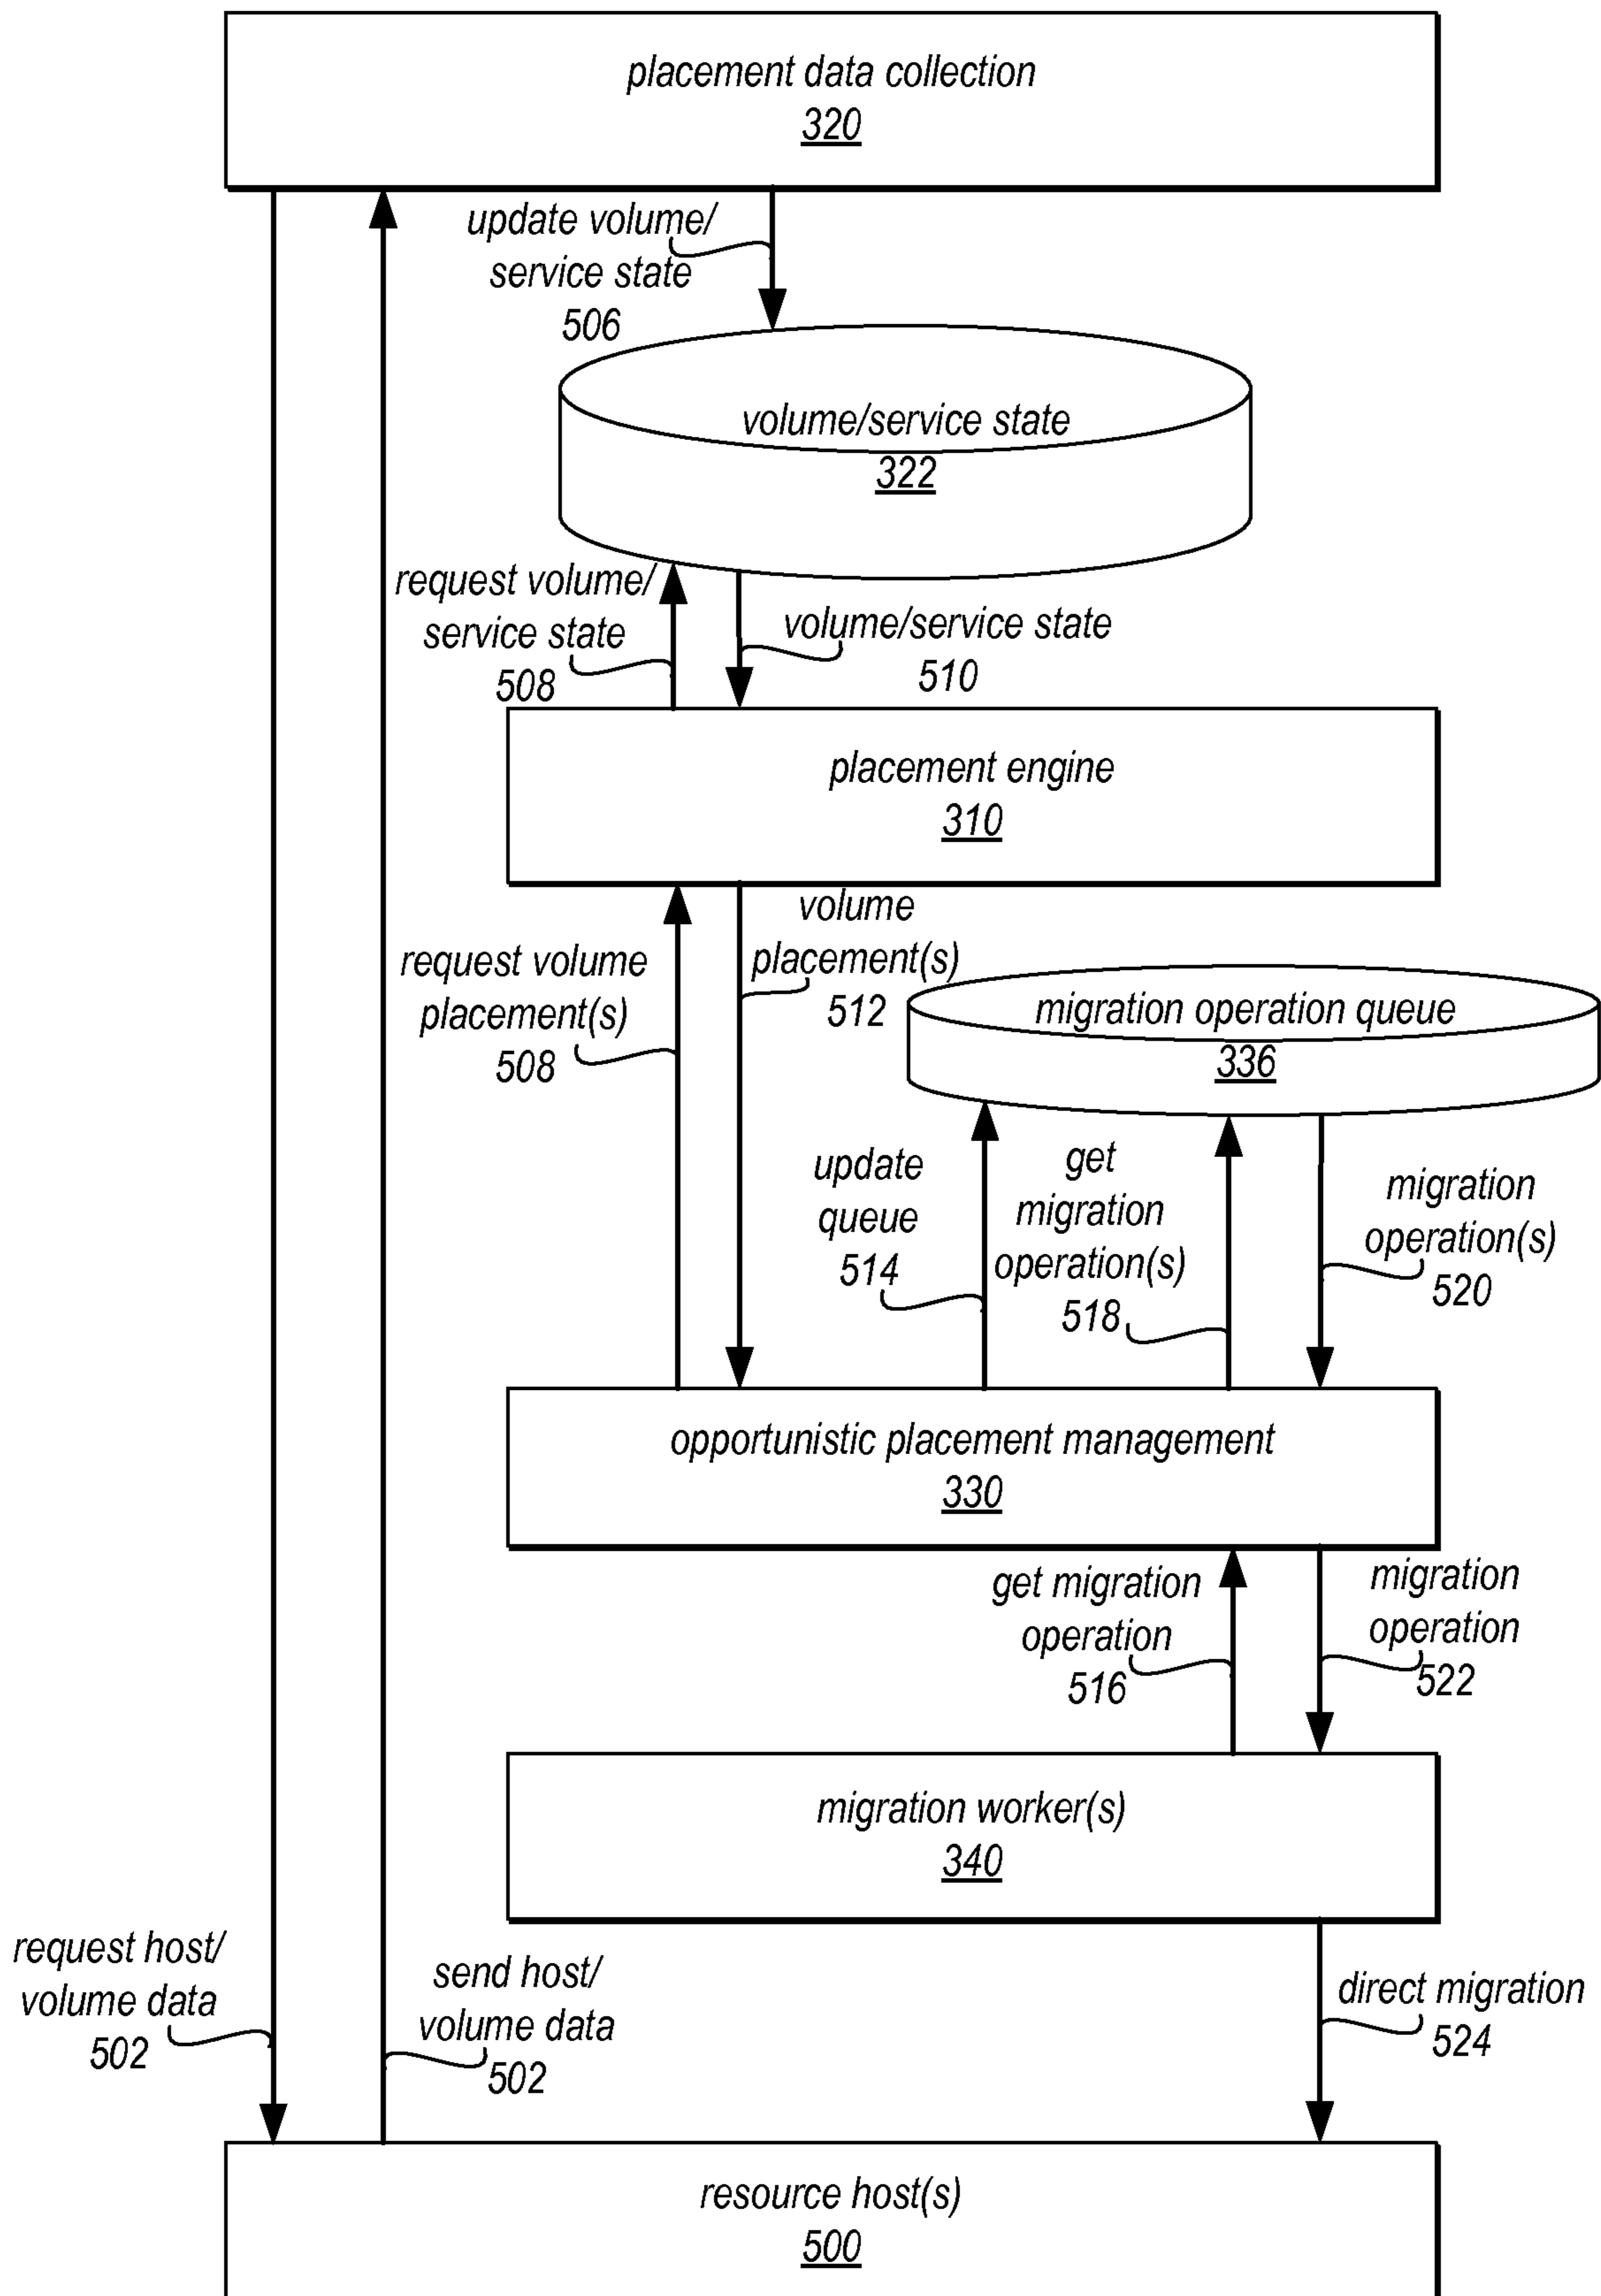 placement data collection
320
update volume/
service state
506
volume/service state
322
request volume/
service state
508
volume/service state
510
placement engine
310
volume
placement(s)
512
request volume
placement(s)
508
migration operation queue
336
update
queue
514
get
migration
operation(s)
518
migration
operation(s)
520
opportunistic placement management
330
get migration
operation
516
migration
operation
522
migration worker(s)
340
request host/
volume data
502
send host/
volume data
502
direct migration
524
resource host(s)
500